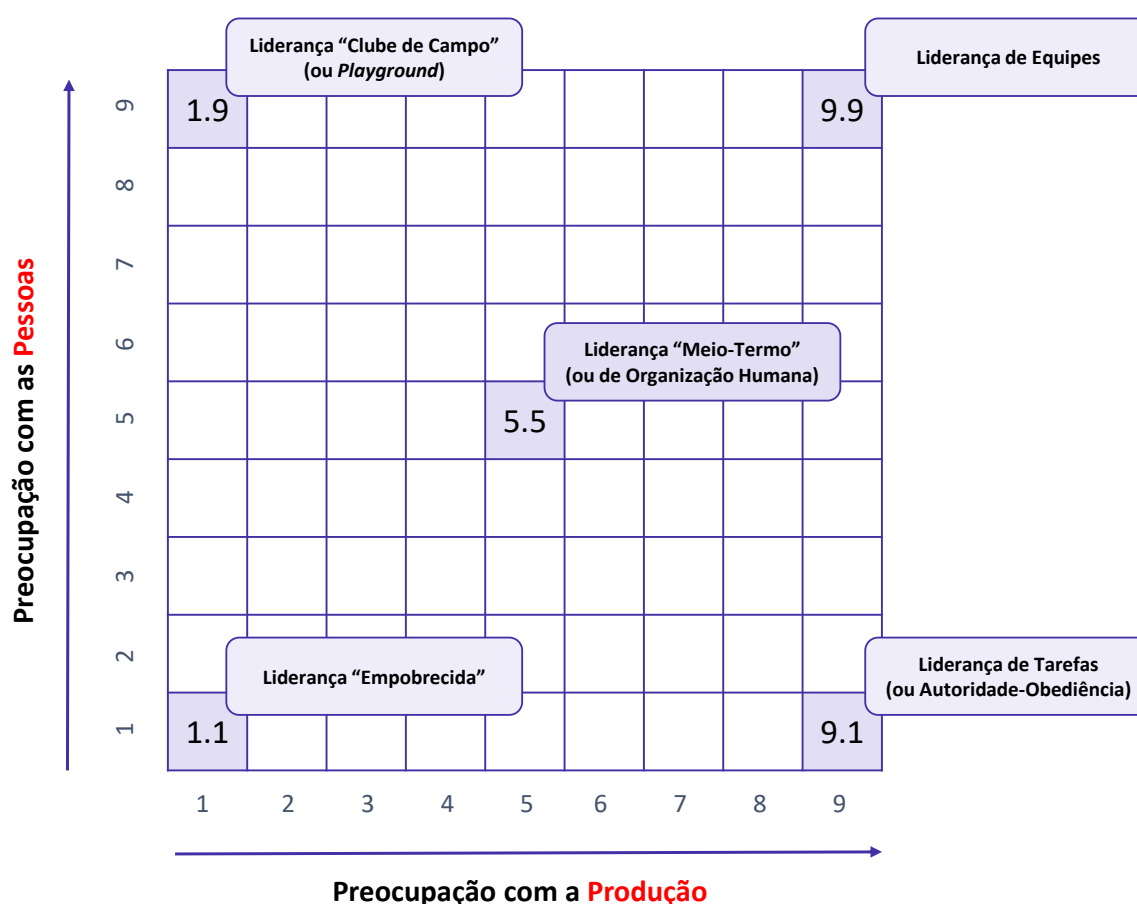 Liderança “Clube de Campo”
(ou Playground)
Liderança de Equipes
9
1.9
9.9
8
7
6
Liderança “Meio-Termo”
(ou de Organização Humana)
5
5.5
4
3
2
Liderança “Empobrecida”
Liderança de Tarefas
(ou Autoridade-Obediência)
1
1.1
9.1
Preocupação com as Pessoas
1 2 3 4 5 6 7 8 9
Preocupação com a Produção